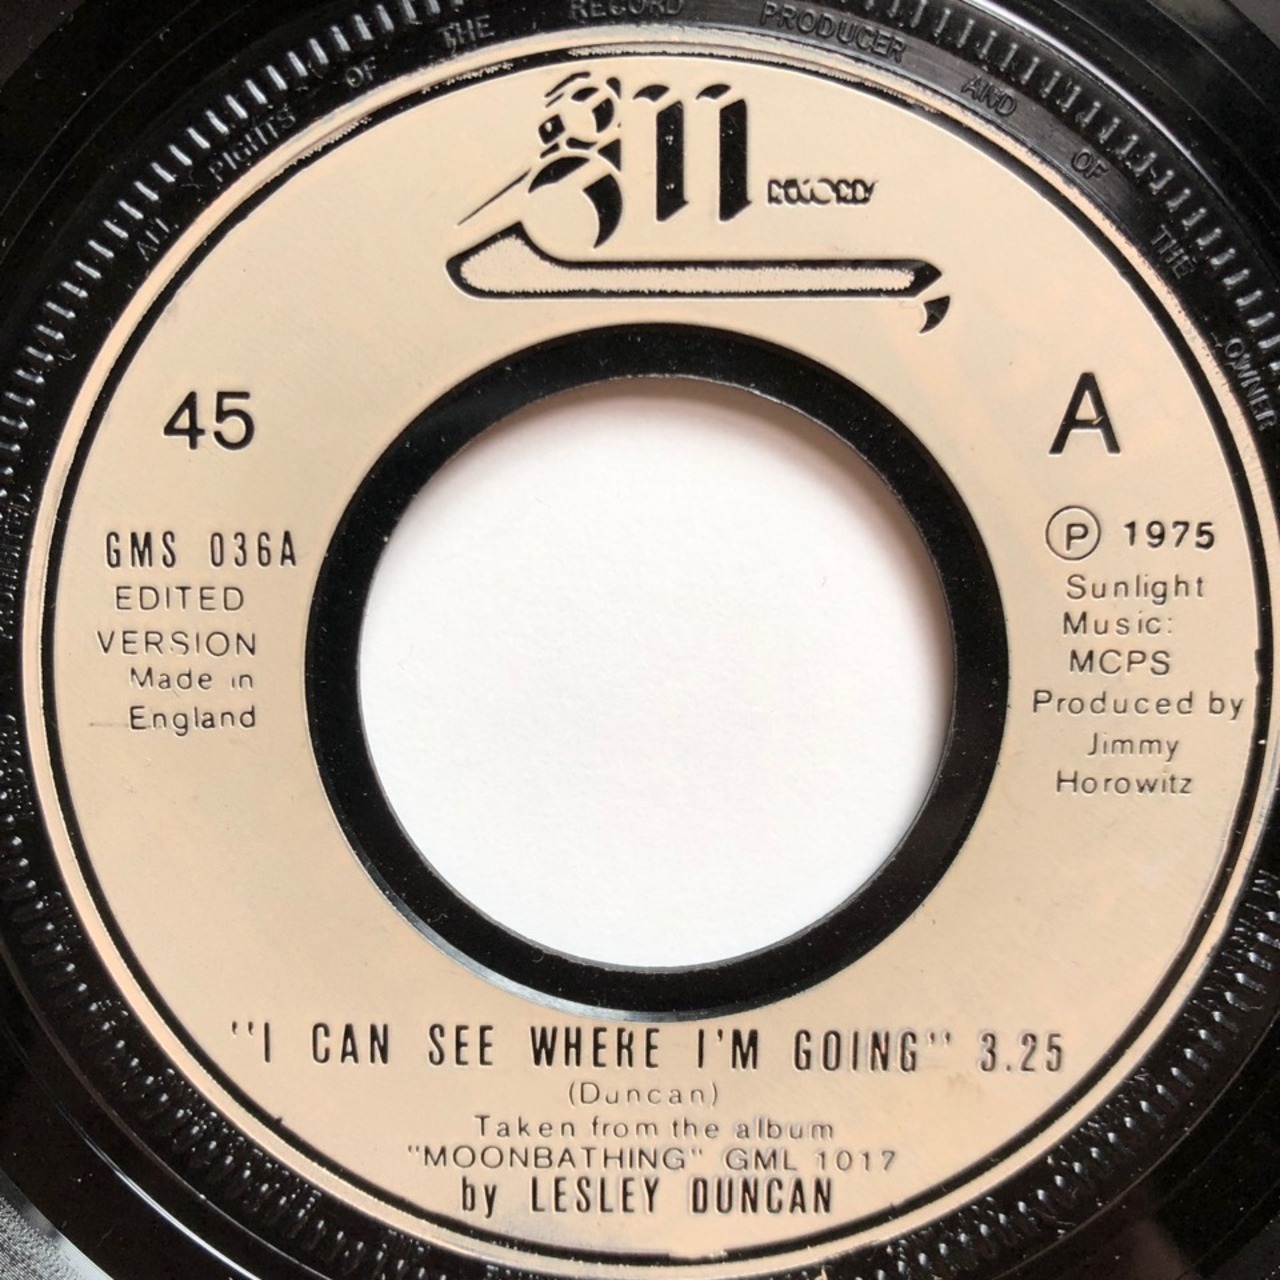 ALL RIGHTS OF THE RECORD PRODUCER AND OF THE OWNER
RECORDS
45
A
GMS 036A
EDITED
VERSION
Made in
England
Ⓟ 1975
Sunlight
Music:
MCPS
Produced by
Jimmy
Horowitz
"I CAN SEE WHERE I'M GOING" 3.25
(Duncan)
Taken from the album
"MOONBATHING" GML 1017
by LESLEY DUNCAN